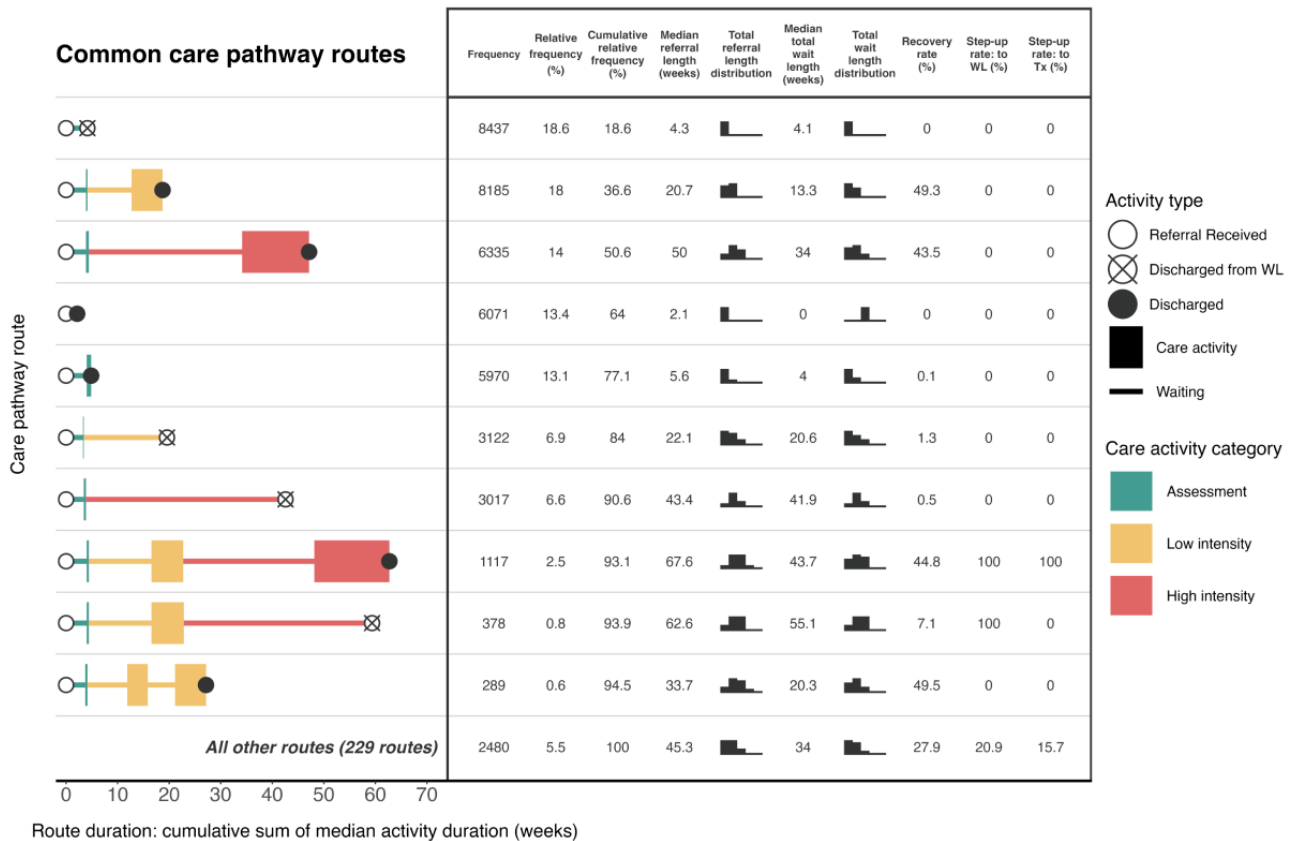 Common care pathway routes
Frequency
Relative
frequency
(%)
Cumulative
relative
frequency
(%)
Median
referral
length
(weeks)
Total
referral
length
distribution
Median
total
wait
length
(weeks)
Total
wait
length
distribution
Recovery
rate
(%)
Step-up
rate: to
WL (%)
Step-up
rate: to
Tx (%)
8437 18.6 18.6 4.3 4.1 0 0 0
8185 18 36.6 20.7 13.3 49.3 0 0
6335 14 50.6 50 34 43.5 0 0
6071 13.4 64 2.1 0 0 0 0
5970 13.1 77.1 5.6 4 0.1 0 0
3122 6.9 84 22.1 20.6 1.3 0 0
3017 6.6 90.6 43.4 41.9 0.5 0 0
1117 2.5 93.1 67.6 43.7 44.8 100 100
378 0.8 93.9 62.6 55.1 7.1 100 0
289 0.6 94.5 33.7 20.3 49.5 0 0
All other routes (229 routes) 2480 5.5 100 45.3 34 27.9 20.9 15.7
Care pathway route
0 10 20 30 40 50 60 70
Route duration: cumulative sum of median activity duration (weeks)
Activity type
Referral Received
Discharged from WL
Discharged
Care activity
Waiting
Care activity category
Assessment
Low intensity
High intensity